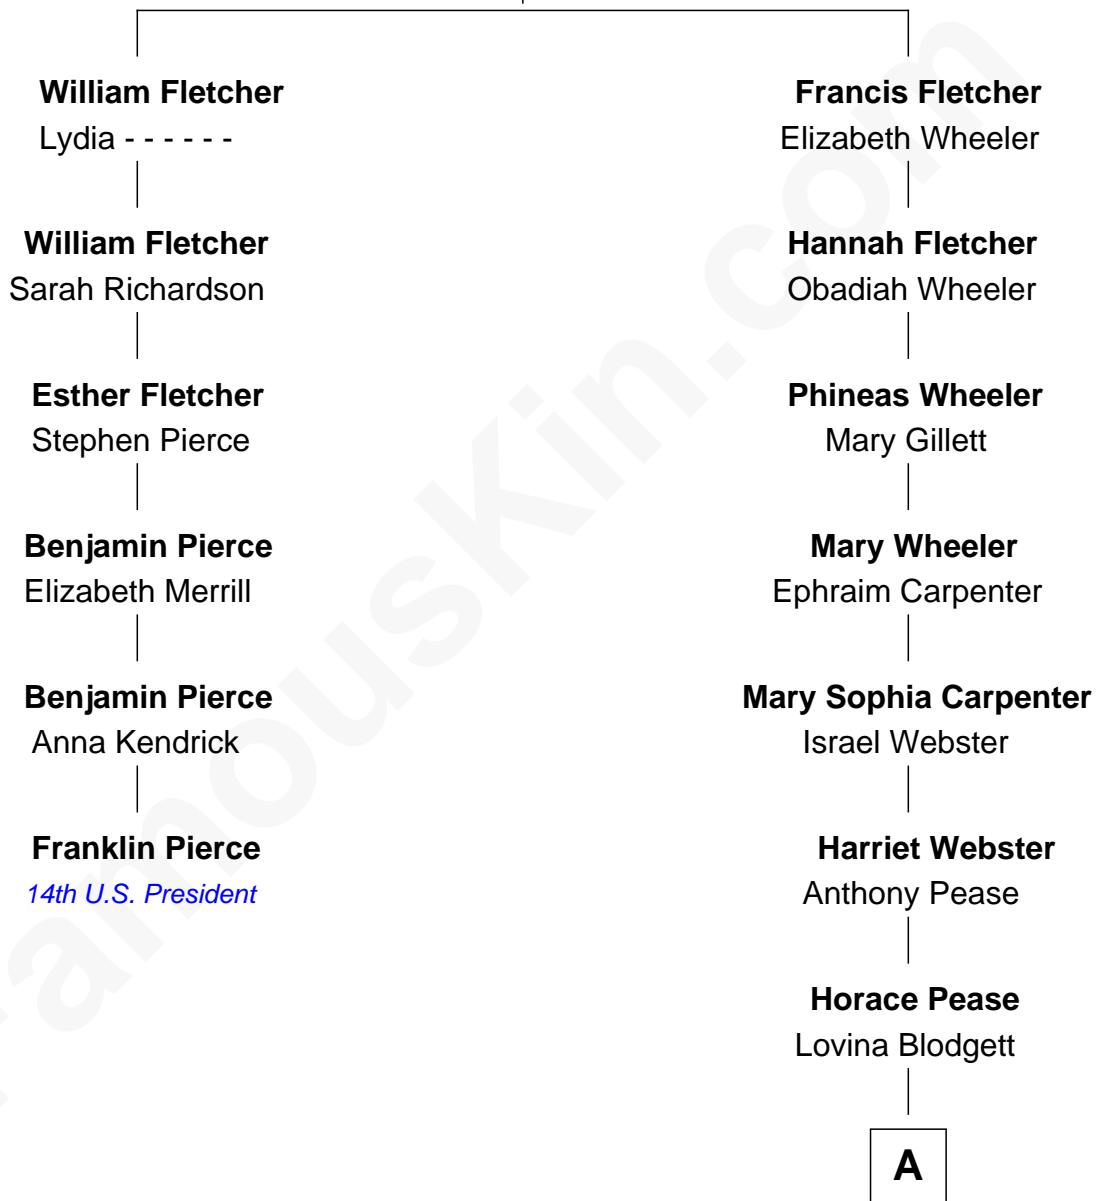 William Fletcher
Lydia - - - - - -
William Fletcher
Sarah Richardson
Esther Fletcher
Stephen Pierce
Benjamin Pierce
Elizabeth Merrill
Benjamin Pierce
Anna Kendrick
Franklin Pierce
14th U.S. President
Francis Fletcher
Elizabeth Wheeler
Hannah Fletcher
Obadiah Wheeler
Phineas Wheeler
Mary Gillett
Mary Wheeler
Ephraim Carpenter
Mary Sophia Carpenter
Israel Webster
Harriet Webster
Anthony Pease
Horace Pease
Lovina Blodgett
A
FamousKin.com